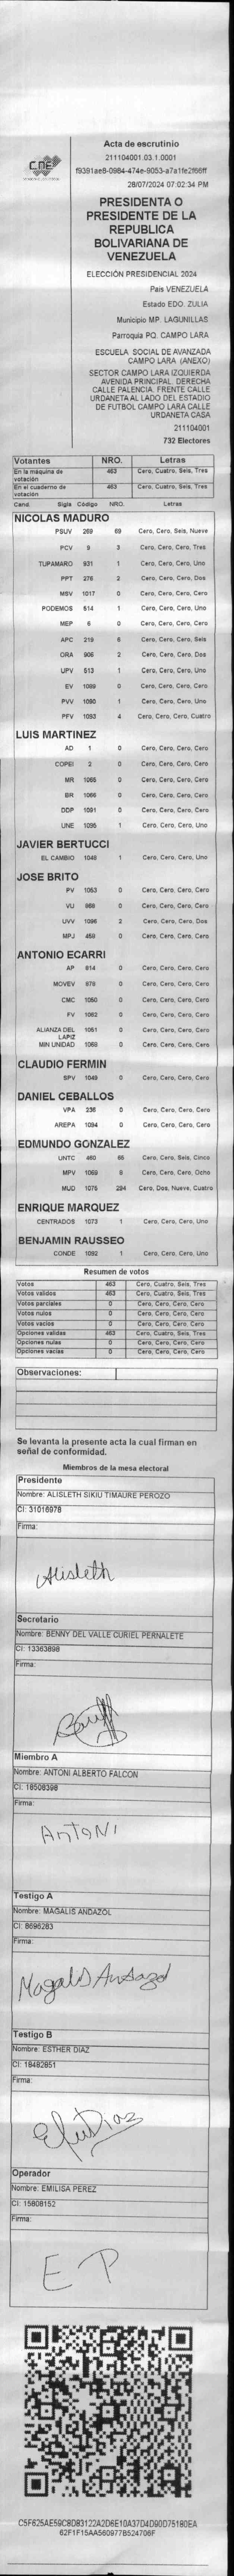 Acta de escrutinio
211104001.03.1.0001
f9391ae8-0984-474e-9053-a7a1fe2f66ff
28/07/2024 07:02:34 PM
CNE
PRESIDENTA O
PRESIDENTE DE LA
REPUBLICA
BOLIVARIANA DE
VENEZUELA
ELECCIÓN PRESIDENCIAL 2024
País VENEZUELA
Estado EDO. ZULIA
Municipio MP. LAGUNILLAS
Parroquia PQ. CAMPO LARA
ESCUELA SOCIAL DE AVANZADA
CAMPO LARA (ANEXO)
SECTOR CAMPO LARA IZQUIERDA
AVENIDA PRINCIPAL. DERECHA
CALLE PALENCIA. FRENTE CALLE
URDANETA AL LADO DEL ESTADIO
DE FUTBOL CAMPO LARA CALLE
URDANETA CASA
211104001
732 Electores
Votantes NRO. Letras
En la máquina de votación 463 Cero, Cuatro, Seis, Tres
En el cuaderno de votación 463 Cero, Cuatro, Seis, Tres
Cand. Sigla Código NRO. Letras
NICOLAS MADURO
PSUV 269 69 Cero, Cero, Seis, Nueve
PCV 9 3 Cero, Cero, Cero, Tres
TUPAMARO 931 1 Cero, Cero, Cero, Uno
PPT 276 2 Cero, Cero, Cero, Dos
MSV 1017 0 Cero, Cero, Cero, Cero
PODEMOS 514 1 Cero, Cero, Cero, Uno
MEP 6 0 Cero, Cero, Cero, Cero
APC 219 6 Cero, Cero, Cero, Seis
ORA 906 2 Cero, Cero, Cero, Dos
UPV 513 1 Cero, Cero, Cero, Uno
EV 1089 0 Cero, Cero, Cero, Cero
PVV 1090 1 Cero, Cero, Cero, Uno
PFV 1093 4 Cero, Cero, Cero, Cuatro
LUIS MARTINEZ
AD 1 0 Cero, Cero, Cero, Cero
COPEI 2 0 Cero, Cero, Cero, Cero
MR 1065 0 Cero, Cero, Cero, Cero
BR 1066 0 Cero, Cero, Cero, Cero
DDP 1091 0 Cero, Cero, Cero, Cero
UNE 1095 1 Cero, Cero, Cero, Uno
JAVIER BERTUCCI
EL CAMBIO 1048 1 Cero, Cero, Cero, Uno
JOSE BRITO
PV 1053 0 Cero, Cero, Cero, Cero
VU 968 0 Cero, Cero, Cero, Cero
UVV 1096 2 Cero, Cero, Cero, Dos
MPJ 459 0 Cero, Cero, Cero, Cero
ANTONIO ECARRI
AP 814 0 Cero, Cero, Cero, Cero
MOVEV 878 0 Cero, Cero, Cero, Cero
CMC 1050 0 Cero, Cero, Cero, Cero
FV 1062 0 Cero, Cero, Cero, Cero
ALIANZA DEL LAPIZ 1051 0 Cero, Cero, Cero, Cero
MIN UNIDAD 1068 0 Cero, Cero, Cero, Cero
CLAUDIO FERMIN
SPV 1049 0 Cero, Cero, Cero, Cero
DANIEL CEBALLOS
VPA 236 0 Cero, Cero, Cero, Cero
AREPA 1094 0 Cero, Cero, Cero, Cero
EDMUNDO GONZALEZ
UNTC 460 65 Cero, Cero, Seis, Cinco
MPV 1069 8 Cero, Cero, Cero, Ocho
MUD 1075 294 Cero, Dos, Nueve, Cuatro
ENRIQUE MARQUEZ
CENTRADOS 1073 1 Cero, Cero, Cero, Uno
BENJAMIN RAUSSEO
CONDE 1092 1 Cero, Cero, Cero, Uno
Resumen de votos
Votos 463 Cero, Cuatro, Seis, Tres
Votos validos 463 Cero, Cuatro, Seis, Tres
Votos parciales 0 Cero, Cero, Cero, Cero
Votos nulos 0 Cero, Cero, Cero, Cero
Votos vacios 0 Cero, Cero, Cero, Cero
Opciones validas 463 Cero, Cuatro, Seis, Tres
Opciones nulas 0 Cero, Cero, Cero, Cero
Opciones vacias 0 Cero, Cero, Cero, Cero
Observaciones:
Se levanta la presente acta la cual firman en
señal de conformidad.
Miembros de la mesa electoral
Presidente
Nombre: ALISLETH SIKIU TIMAURE PEROZO
CI: 31016978
Firma:
Alisleth
Secretario
Nombre: BENNY DEL VALLE CURIEL PERNALETE
CI: 13363898
Firma:
Miembro A
Nombre: ANTONI ALBERTO FALCON
CI: 18508398
Firma:
AnToNI
Testigo A
Nombre: MAGALIS ANDAZOL
CI: 8696283
Firma:
Magalis Andazol
Testigo B
Nombre: ESTHER DIAZ
CI: 18482851
Firma:
Operador
Nombre: EMILISA PEREZ
CI: 15808152
Firma:
E P
C5F625AE59C8D83122A2D6E10A37D4D90D75180EA
62F1F15AA560977B524706F